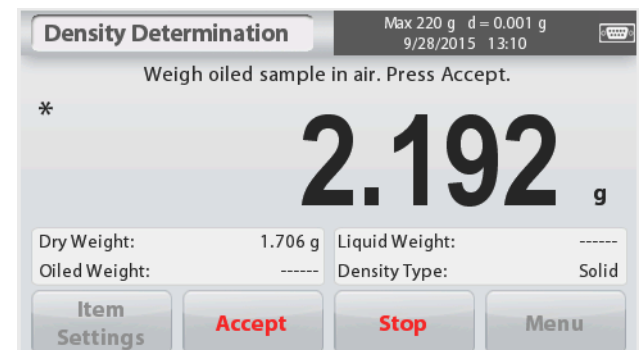 Density Determination
Max 220 g d=0.001 g
9/28/2015 13:10
Weigh oiled sample in air. Press Accept.
*
2.192 g
Dry Weight: 1.706 g
Liquid Weight: ------
Oiled Weight: ------
Density Type: Solid
Item
Settings
Accept
Stop
Menu